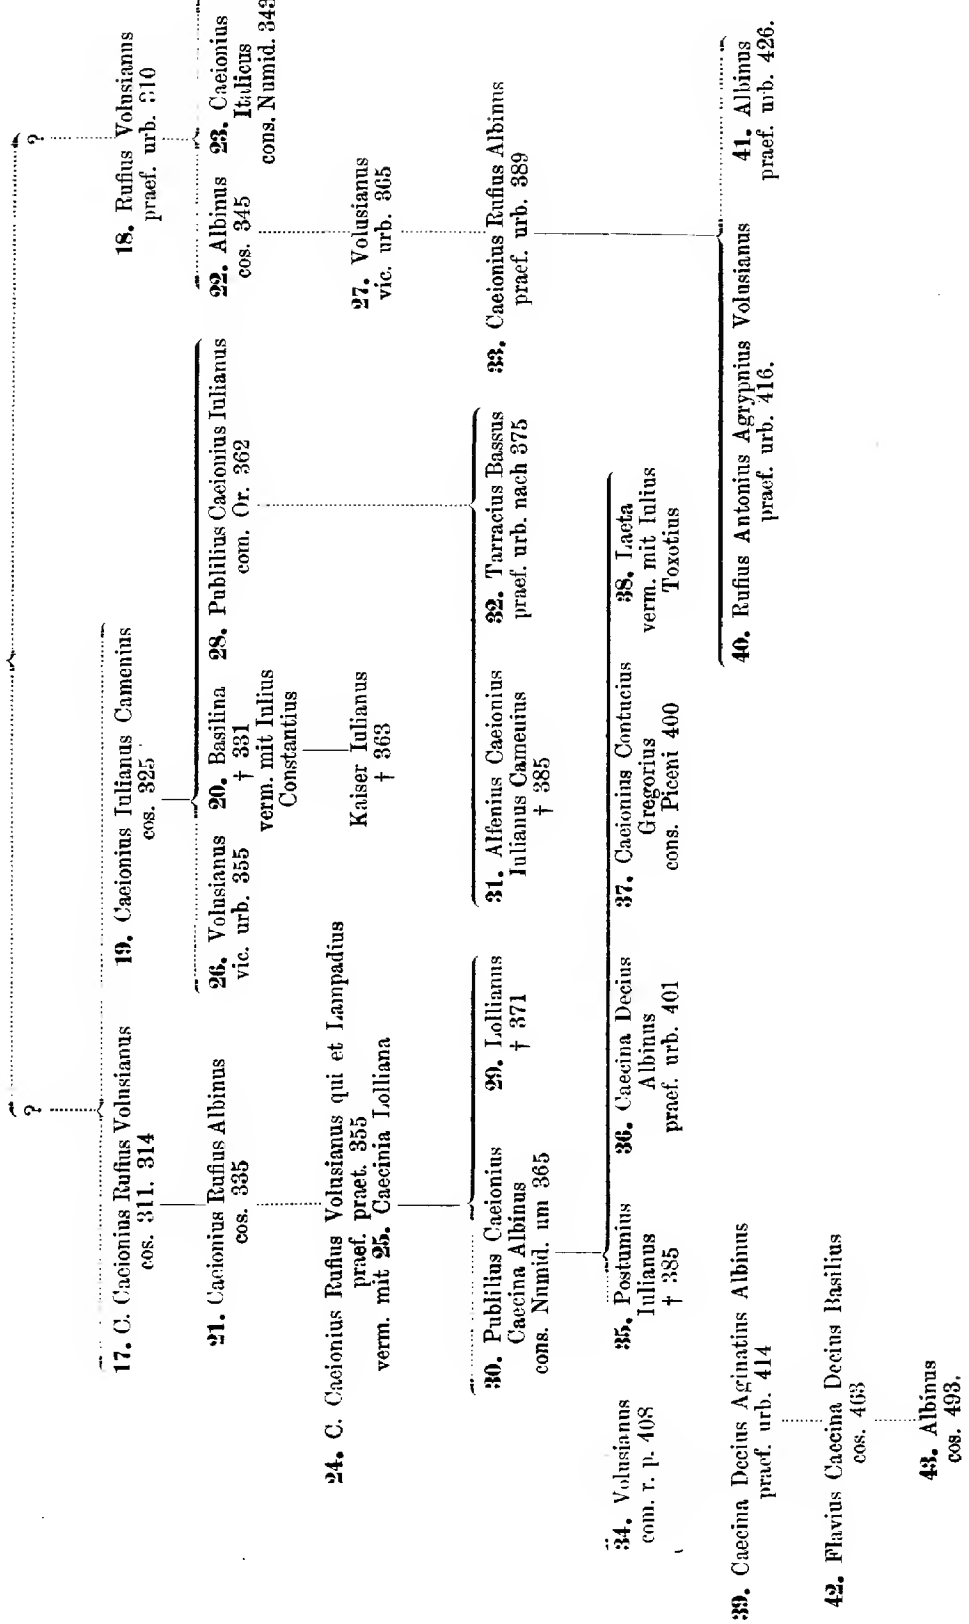 ?
?
17. C. Caeionius Rufius Volusianus
cos. 311. 314
19. Caeionius Iulianus Camenius
cos. 325
18. Rufius Volusianus
praef. urb. 310
21. Caeionius Rufius Albinus
cos. 335
26. Volusianus
vic. urb. 355
20. Basilina
† 331
verm. mit Iulius
Constantius
28. Publilius Caeionius Iulianus
com. Or. 362
22. Albinus
cos. 345
23. Caeionius
Italicus
cons. Numid. 343
24. C. Caeionius Rufius Volusianus qui et Lampadius
praef. praet. 355
verm. mit 25. Caecinia Lolliana
Kaiser Iulianus
† 363
27. Volusianus
vic. urb. 365
30. Publilius Caeionius
Caecina Albinus
cons. Numid. um 365
29. Lollianus
† 371
31. Alfenius Caeionius
Iulianus Camenius
† 385
32. Tarracius Bassus
praef. urb. nach 375
33. Caeionius Rufius Albinus
praef. urb. 389
34. Volusianus
com. r. p. 408
35. Postumius
Iulianus
† 385
36. Caecina Decius
Albinus
praef. urb. 401
37. Caeionius Contucius
Gregorius
cons. Piceni 400
38. Laeta
verm. mit Iulius
Toxotius
39. Caecina Decius Aginatius Albinus
praef. urb. 414
40. Rufius Antonius Agrypnius Volusianus
praef. urb. 416.
41. Albinus
praef. urb. 426.
42. Flavius Caecina Decius Basilius
cos. 463
43. Albinus
cos. 493.